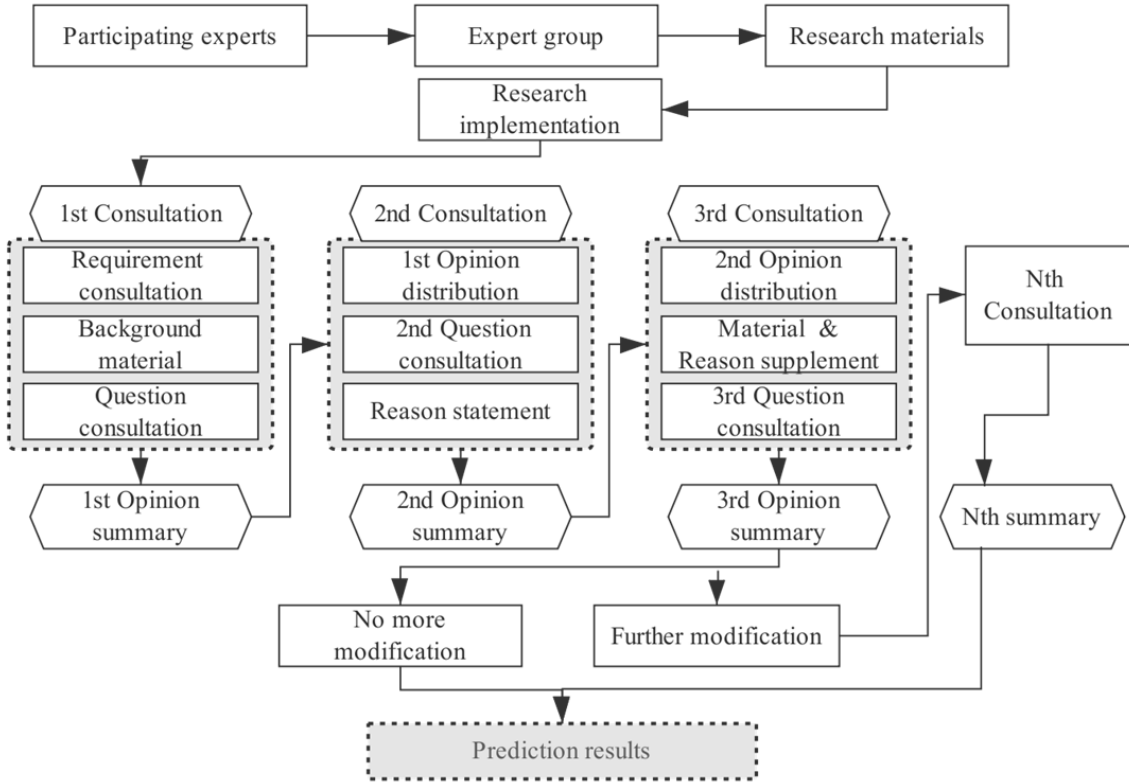 Participating experts
Expert group
Research materials
Research
implementation
1st Consultation
2nd Consultation
3rd Consultation
Requirement
consultation
Background
material
Question
consultation
1st Opinion
distribution
2nd Question
consultation
Reason statement
2nd Opinion
distribution
Material &
Reason supplement
3rd Question
consultation
Nth
Consultation
1st Opinion
summary
2nd Opinion
summary
3rd Opinion
summary
Nth summary
No more
modification
Further modification
Prediction results